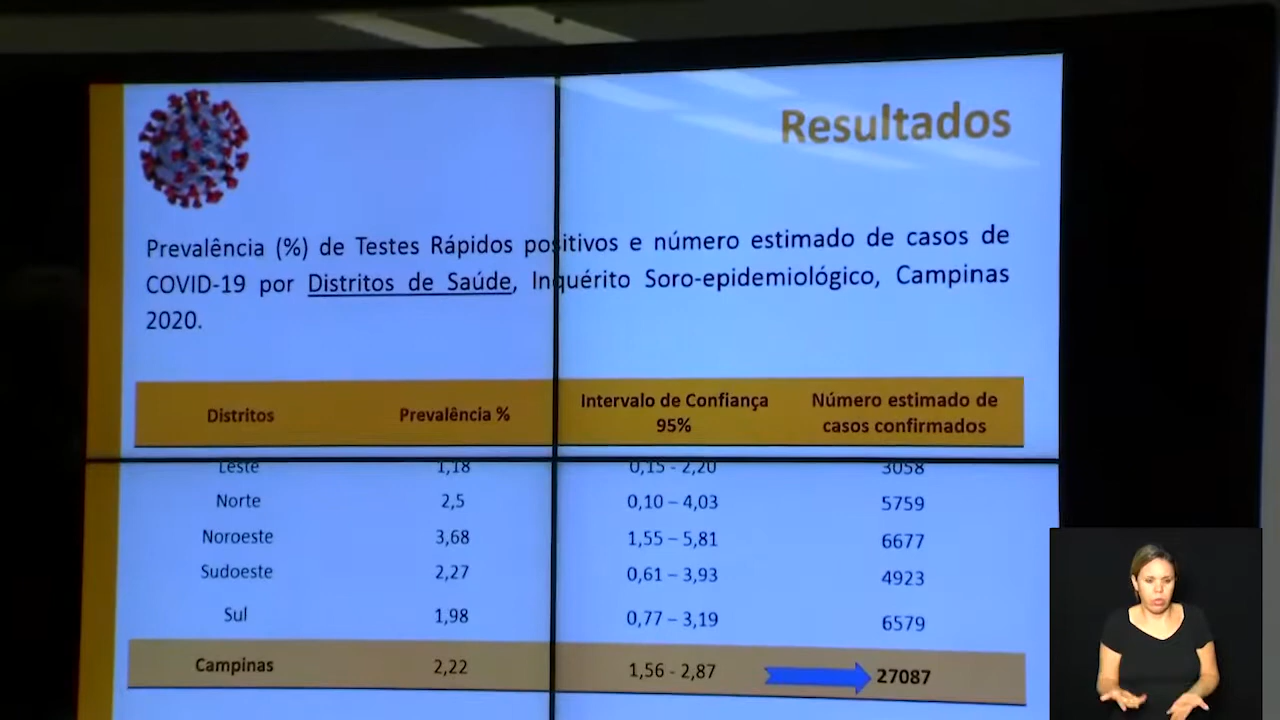 Resultados
Prevalência (%) de Testes Rápidos positivos e número estimado de casos de
COVID-19 por Distritos de Saúde, Inquérito Soro-epidemiológico, Campinas
2020.
Distritos Prevalência % Intervalo de Confiança 95% Número estimado de casos confirmados
Leste 1,18 0,15 - 2,20 3058
Norte 2,5 0,10 – 4,03 5759
Noroeste 3,68 1,55 – 5,81 6677
Sudoeste 2,27 0,61 – 3,93 4923
Sul 1,98 0,77 – 3,19 6579
Campinas 2,22 1,56 - 2,87 27087